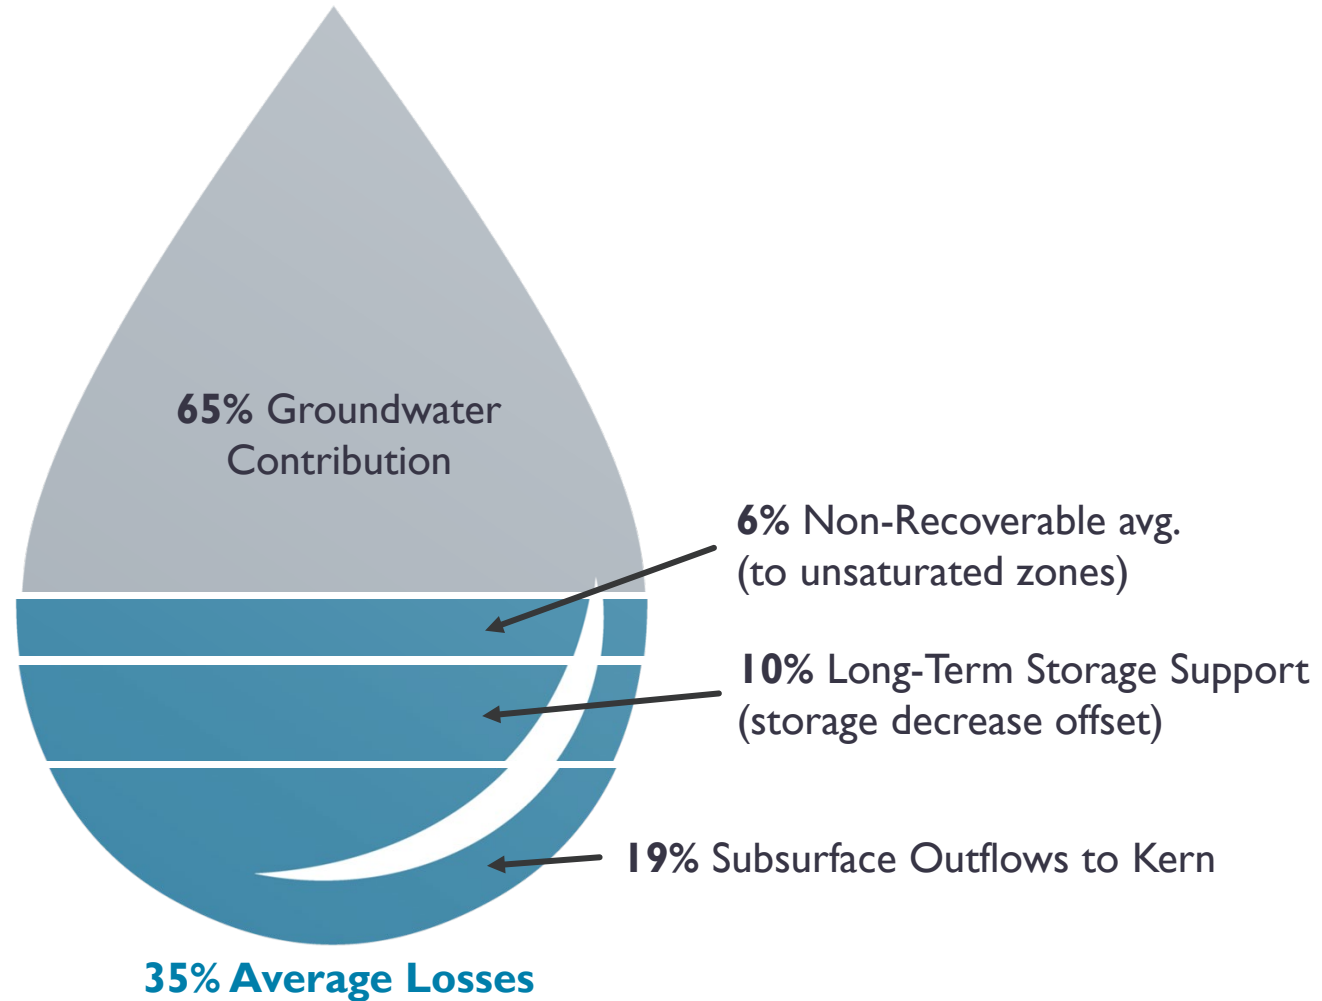 65% Groundwater
Contribution
6% Non-Recoverable avg.
(to unsaturated zones)
10% Long-Term Storage Support
(storage decrease offset)
19% Subsurface Outflows to Kern
35% Average Losses